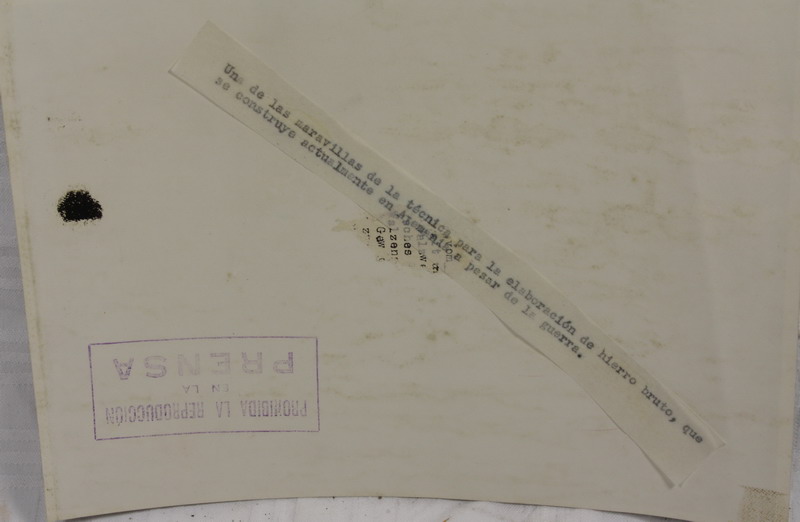 Una de las maravillas de la técnica para la elaboración de hierro bruto, que
se construye actualmente en Alemania a pesar de la guerra.
PROHIBIDA LA REPRODUCCIÓN
EN LA
PRENSA